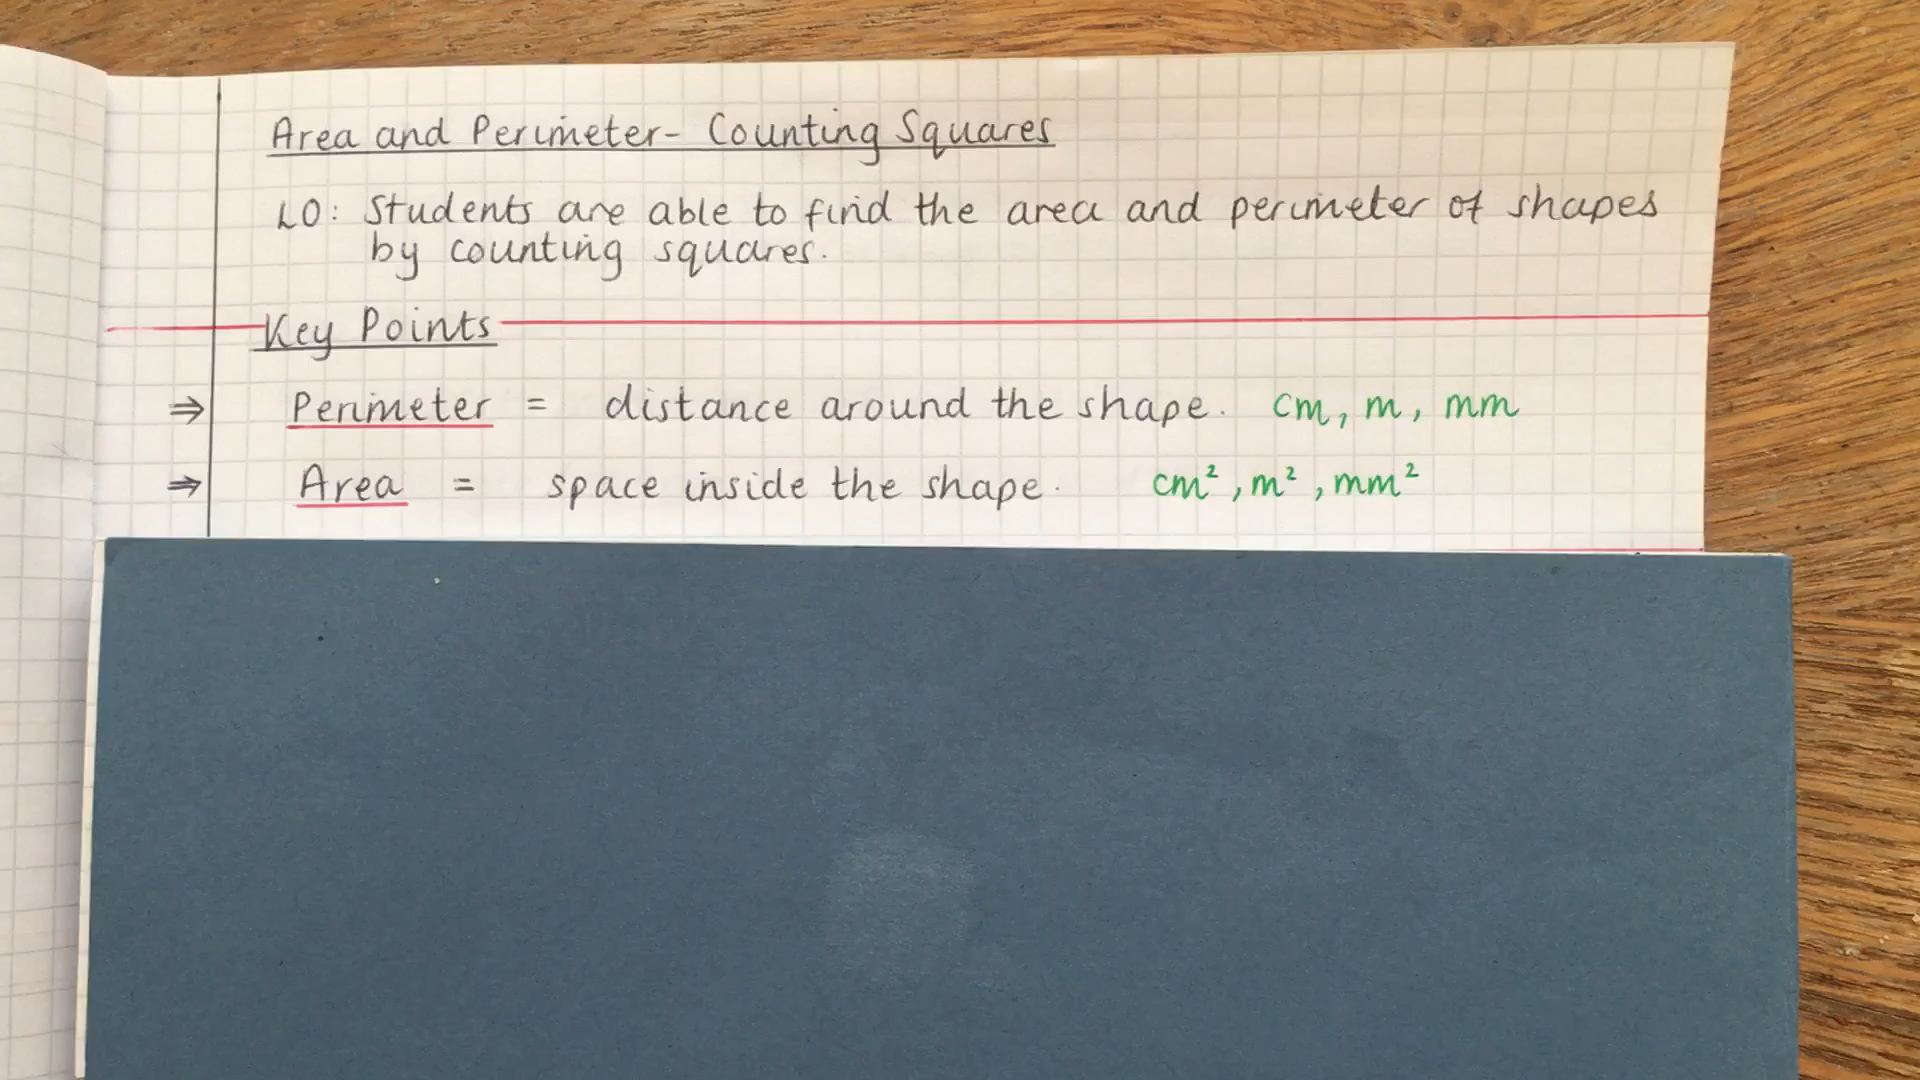 Area and Perimeter- Counting Squares
LO: Students are able to find the area and perimeter of shapes
by counting squares.
Key Points
⇒ Perimeter = distance around the shape. cm, m, mm
⇒ Area = space inside the shape. cm², m², mm²